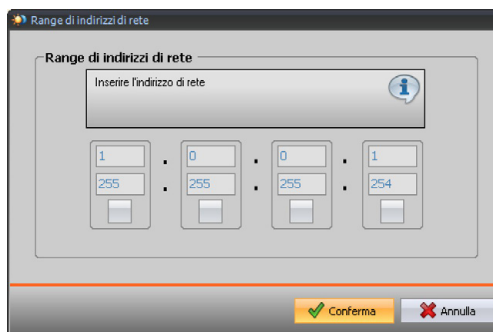 Range di indirizzi di rete
Range di indirizzi di rete
Inserire l'indirizzo di rete
1 . 0 . 0 . 1
255 . 255 . 255 . 254
Conferma Annulla